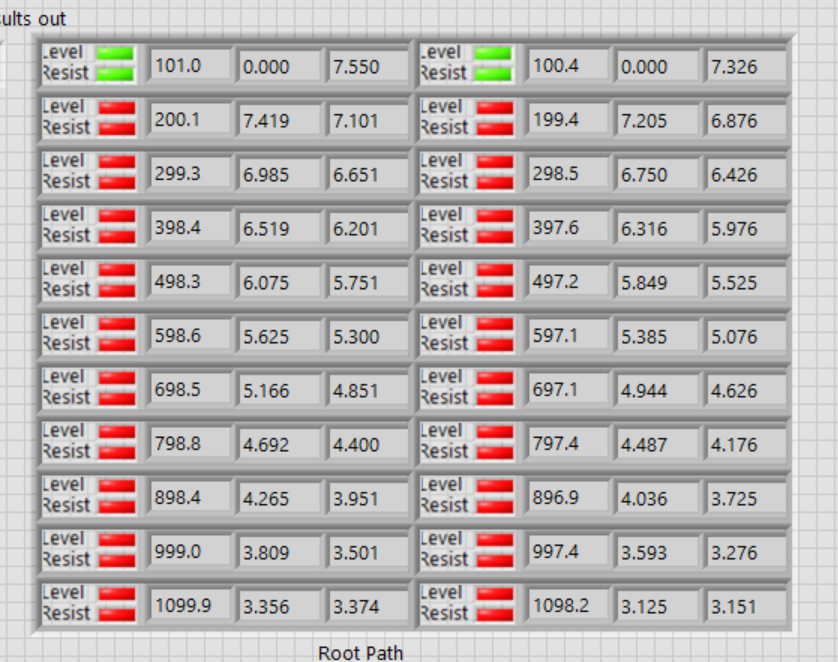 sults out
Level 101.0 0.000 7.550 Level 100.4 0.000 7.326
Resist Resist
Level 200.1 7.419 7.101 Level 199.4 7.205 6.876
Resist Resist
Level 299.3 6.985 6.651 Level 298.5 6.750 6.426
Resist Resist
Level 398.4 6.519 6.201 Level 397.6 6.316 5.976
Resist Resist
Level 498.3 6.075 5.751 Level 497.2 5.849 5.525
Resist Resist
Level 598.6 5.625 5.300 Level 597.1 5.385 5.076
Resist Resist
Level 698.5 5.166 4.851 Level 697.1 4.944 4.626
Resist Resist
Level 798.8 4.692 4.400 Level 797.4 4.487 4.176
Resist Resist
Level 898.4 4.265 3.951 Level 896.9 4.036 3.725
Resist Resist
Level 999.0 3.809 3.501 Level 997.4 3.593 3.276
Resist Resist
Level 1099.9 3.356 3.374 Level 1098.2 3.125 3.151
Resist Resist
Root Path